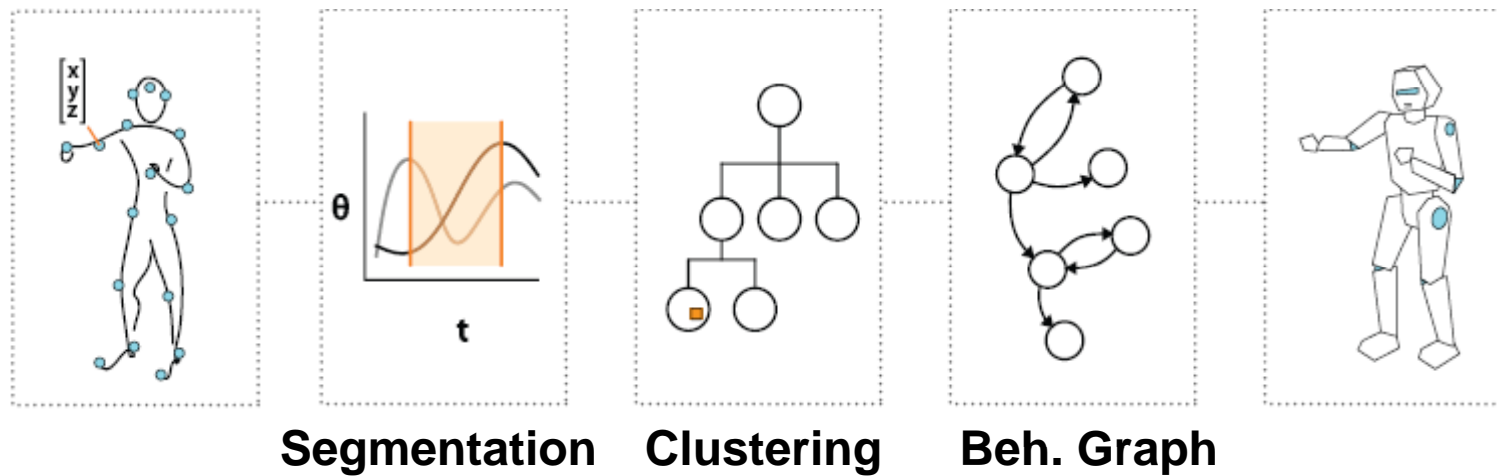 x
y
z
θ
t
Segmentation
Clustering
Beh. Graph